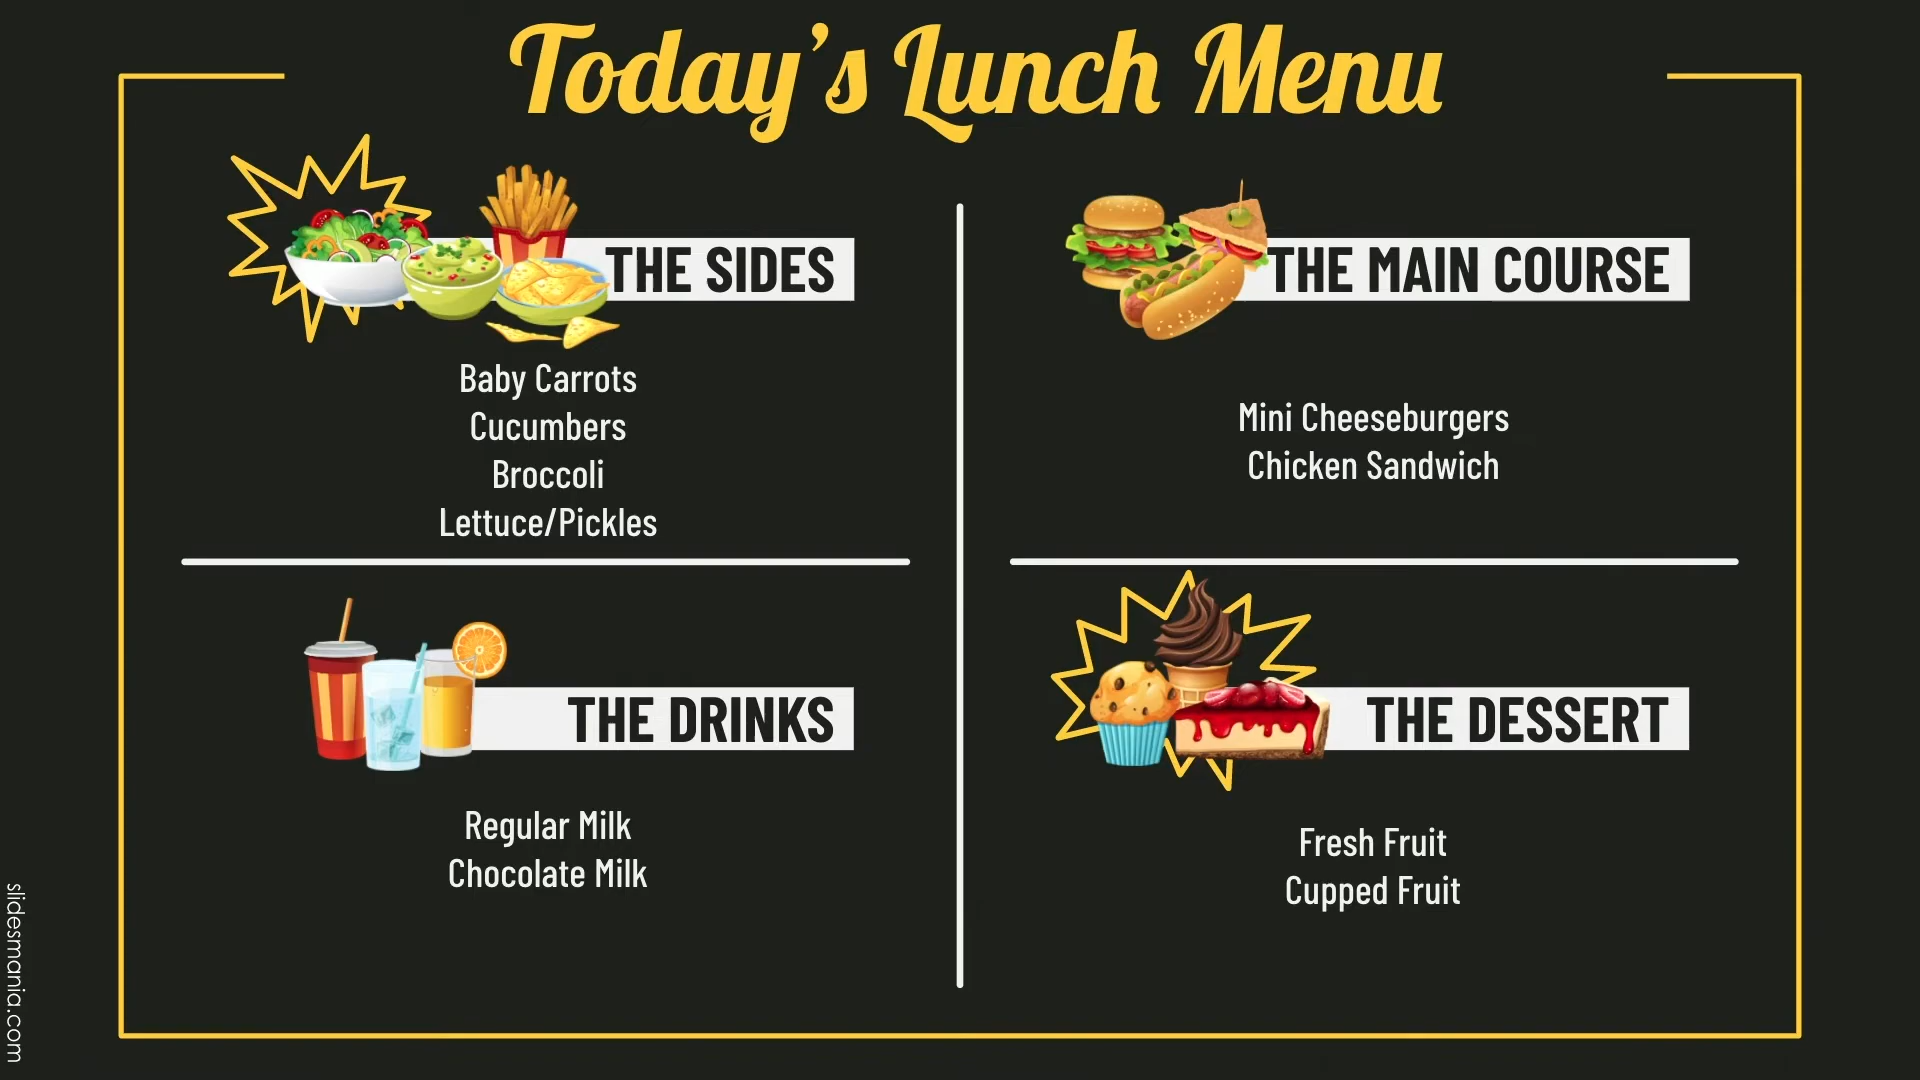 Today's Lunch Menu
THE SIDES
Baby Carrots
Cucumbers
Broccoli
Lettuce/Pickles
THE MAIN COURSE
Mini Cheeseburgers
Chicken Sandwich
THE DRINKS
Regular Milk
Chocolate Milk
THE DESSERT
Fresh Fruit
Cupped Fruit
slidesmania.com